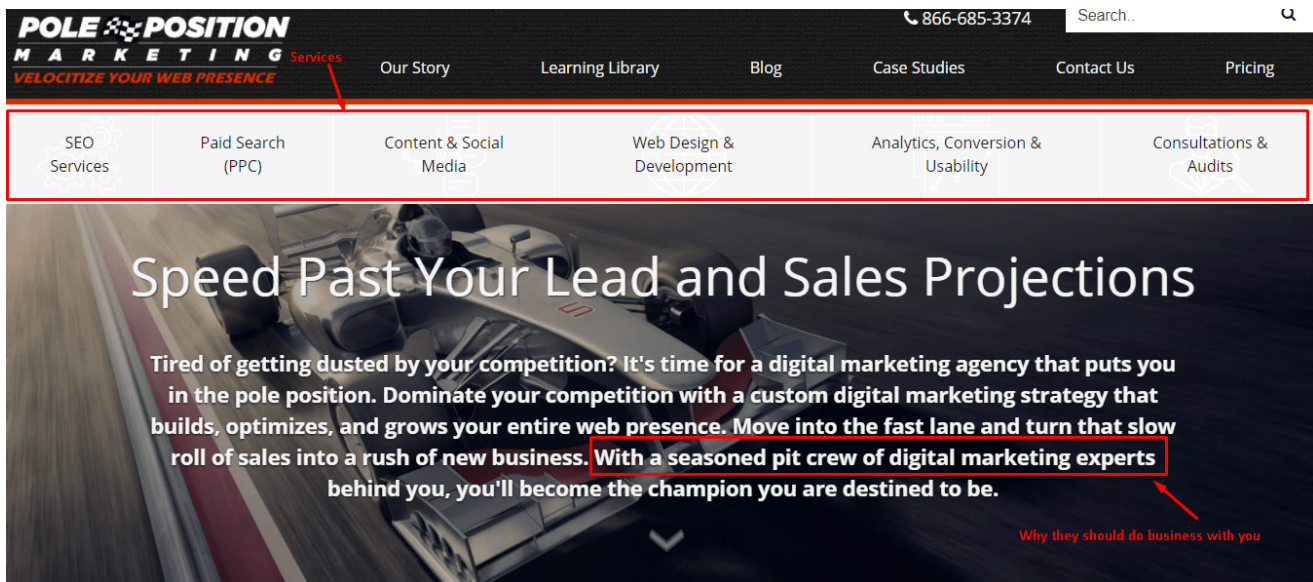 POLE POSITION
MARKETING
VELOCITIZE YOUR WEB PRESENCE
866-685-3374
Search..
Services
Our Story
Learning Library
Blog
Case Studies
Contact Us
Pricing
SEO
Services
Paid Search
(PPC)
Content & Social
Media
Web Design &
Development
Analytics, Conversion &
Usability
Consultations &
Audits
Speed Past Your Lead and Sales Projections
Tired of getting dusted by your competition? It's time for a digital marketing agency that puts you
in the pole position. Dominate your competition with a custom digital marketing strategy that
builds, optimizes, and grows your entire web presence. Move into the fast lane and turn that slow
roll of sales into a rush of new business. With a seasoned pit crew of digital marketing experts
behind you, you'll become the champion you are destined to be.
Why they should do business with you
5